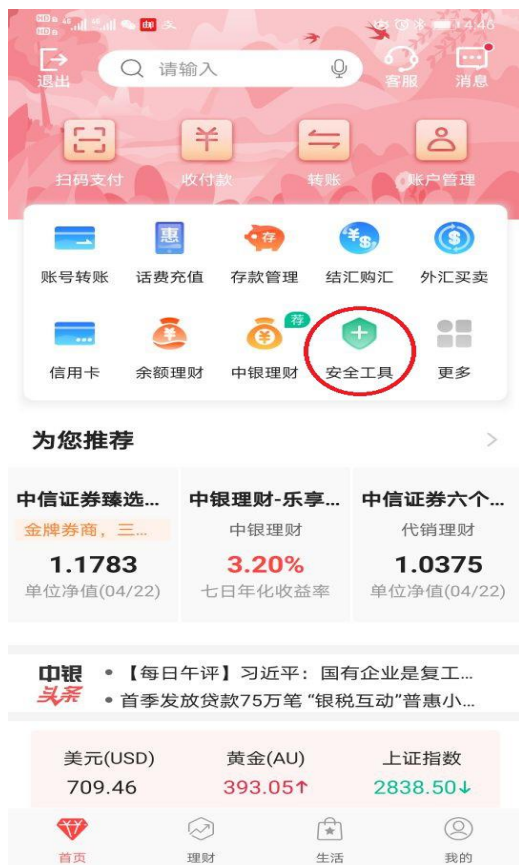 14:46
退出
请输入
客服
消息
扫码支付
收付款
转账
账户管理
惠
存
¥$
$
账号转账
话费充值
存款管理
结汇购汇
外汇买卖
¥
¥
荐
信用卡
余额理财
中银理财
安全工具
更多
为您推荐
中信证券臻选...
中银理财-乐享...
中信证券六个...
金牌券商，三...
中银理财
代销理财
1.1783
3.20%
1.0375
单位净值(04/22)
七日年化收益率
单位净值(04/22)
中银
头条
• 【每日午评】习近平：国有企业是复工...
• 首季发放贷款75万笔 “银税互动”普惠小...
美元(USD)
黄金(AU)
上证指数
709.46
393.05↑
2838.50↓
首页
理财
生活
我的